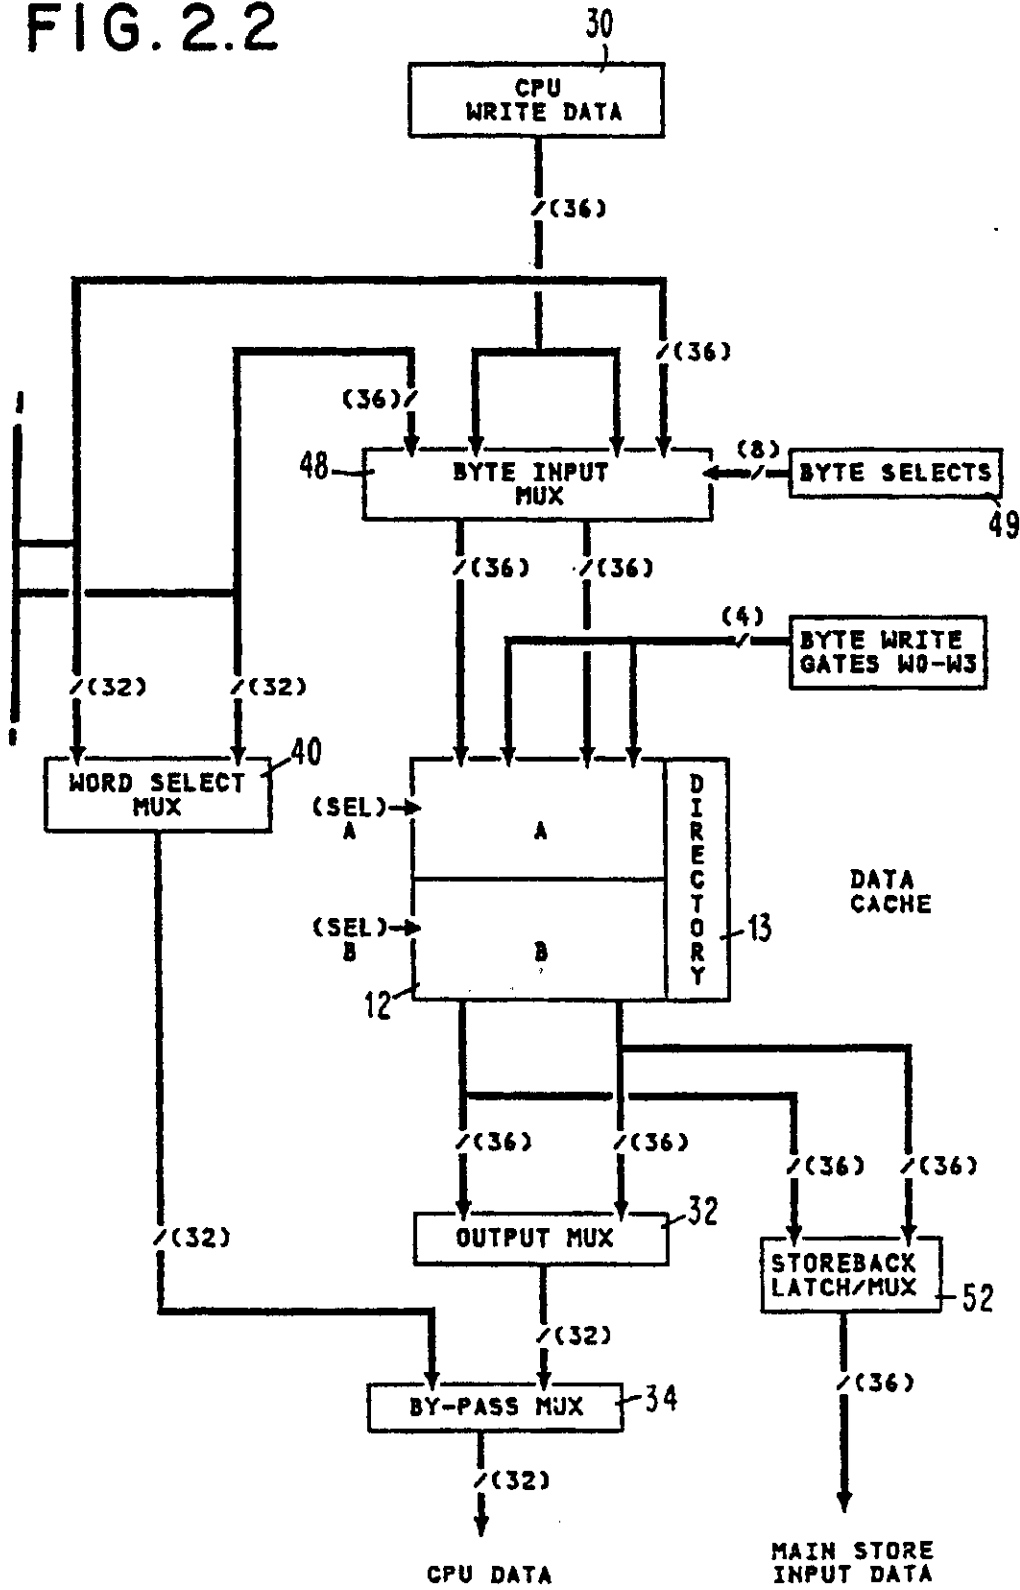 FIG. 2.2
30
CPU
WRITE DATA
(36)
(36)
(36)
48
BYTE INPUT
MUX
(8)
BYTE SELECTS
49
(36)
(36)
(4)
BYTE WRITE
GATES W0-W3
(32)
(32)
40
WORD SELECT
MUX
(SEL)
A
A
DIRECTORY
DATA
CACHE
(SEL)
B
B
13
12
(36)
(36)
(36)
(36)
32
OUTPUT MUX
(32)
STOREBACK
LATCH/MUX
52
(32)
(36)
34
BY-PASS MUX
(32)
CPU DATA
MAIN STORE
INPUT DATA